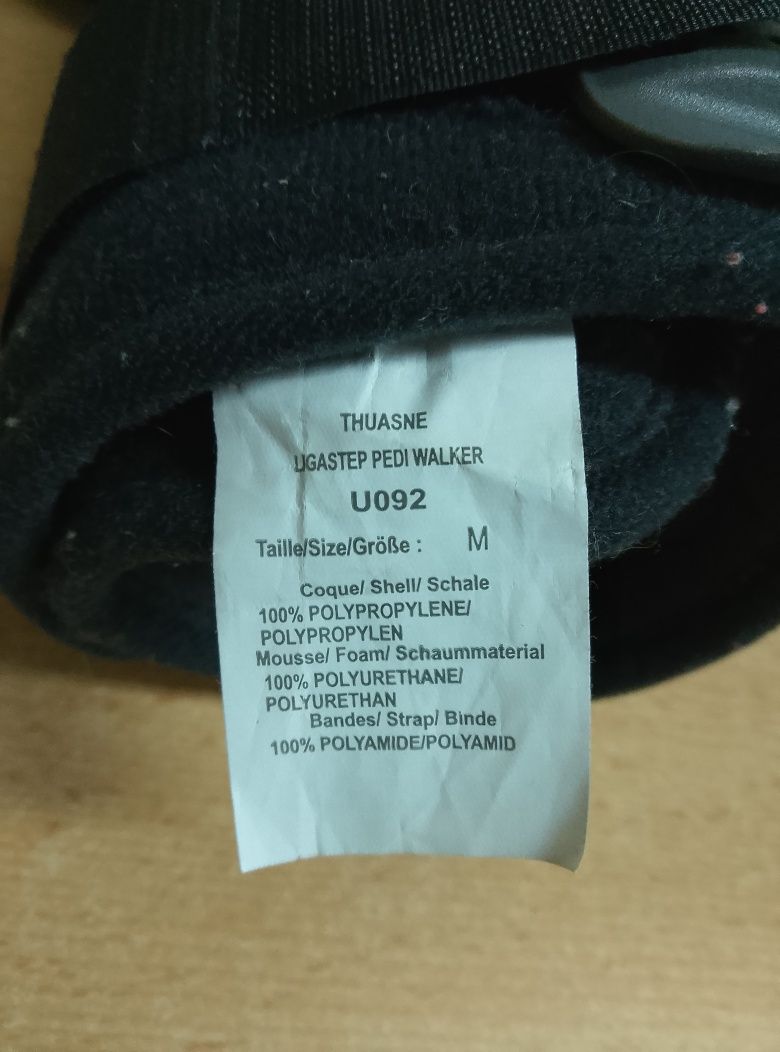 THUASNE
LIGASTEP PEDI WALKER
U092
Taille/Size/Größe : M
Coque/ Shell/ Schale
100% POLYPROPYLENE/
POLYPROPYLEN
Mousse/ Foam/ Schaummaterial
100% POLYURETHANE/
POLYURETHAN
Bandes/ Strap/ Binde
100% POLYAMIDE/POLYAMID